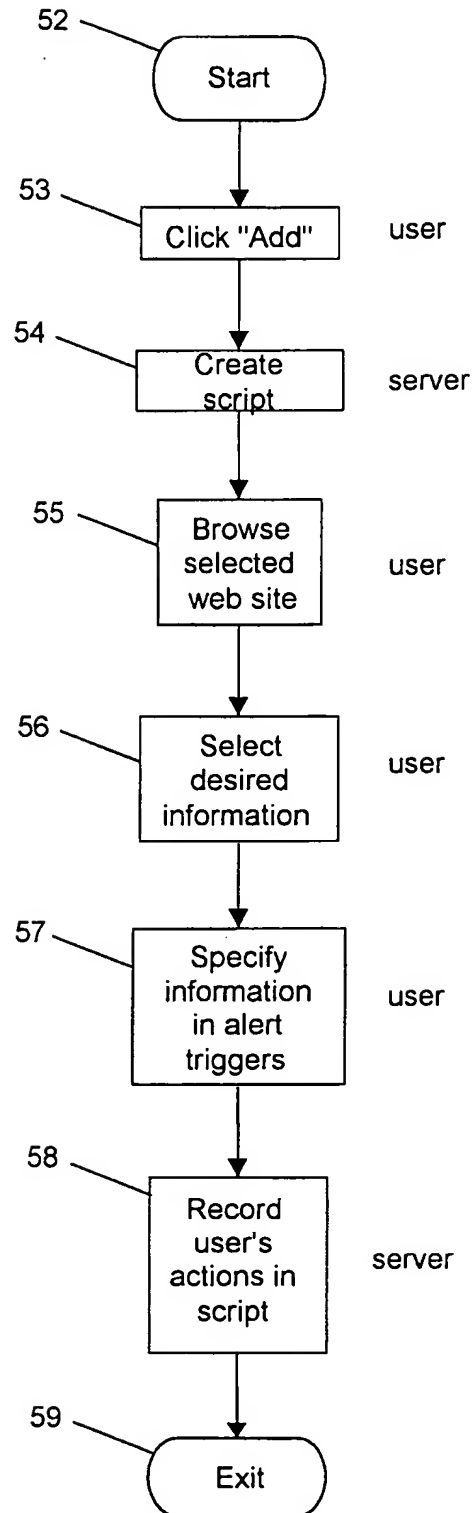 52
Start
53
Click "Add"
user
54
Create
script
server
55
Browse
selected
web site
user
56
Select
desired
information
user
57
Specify
information
in alert
triggers
user
58
Record
user's
actions in
script
server
59
Exit